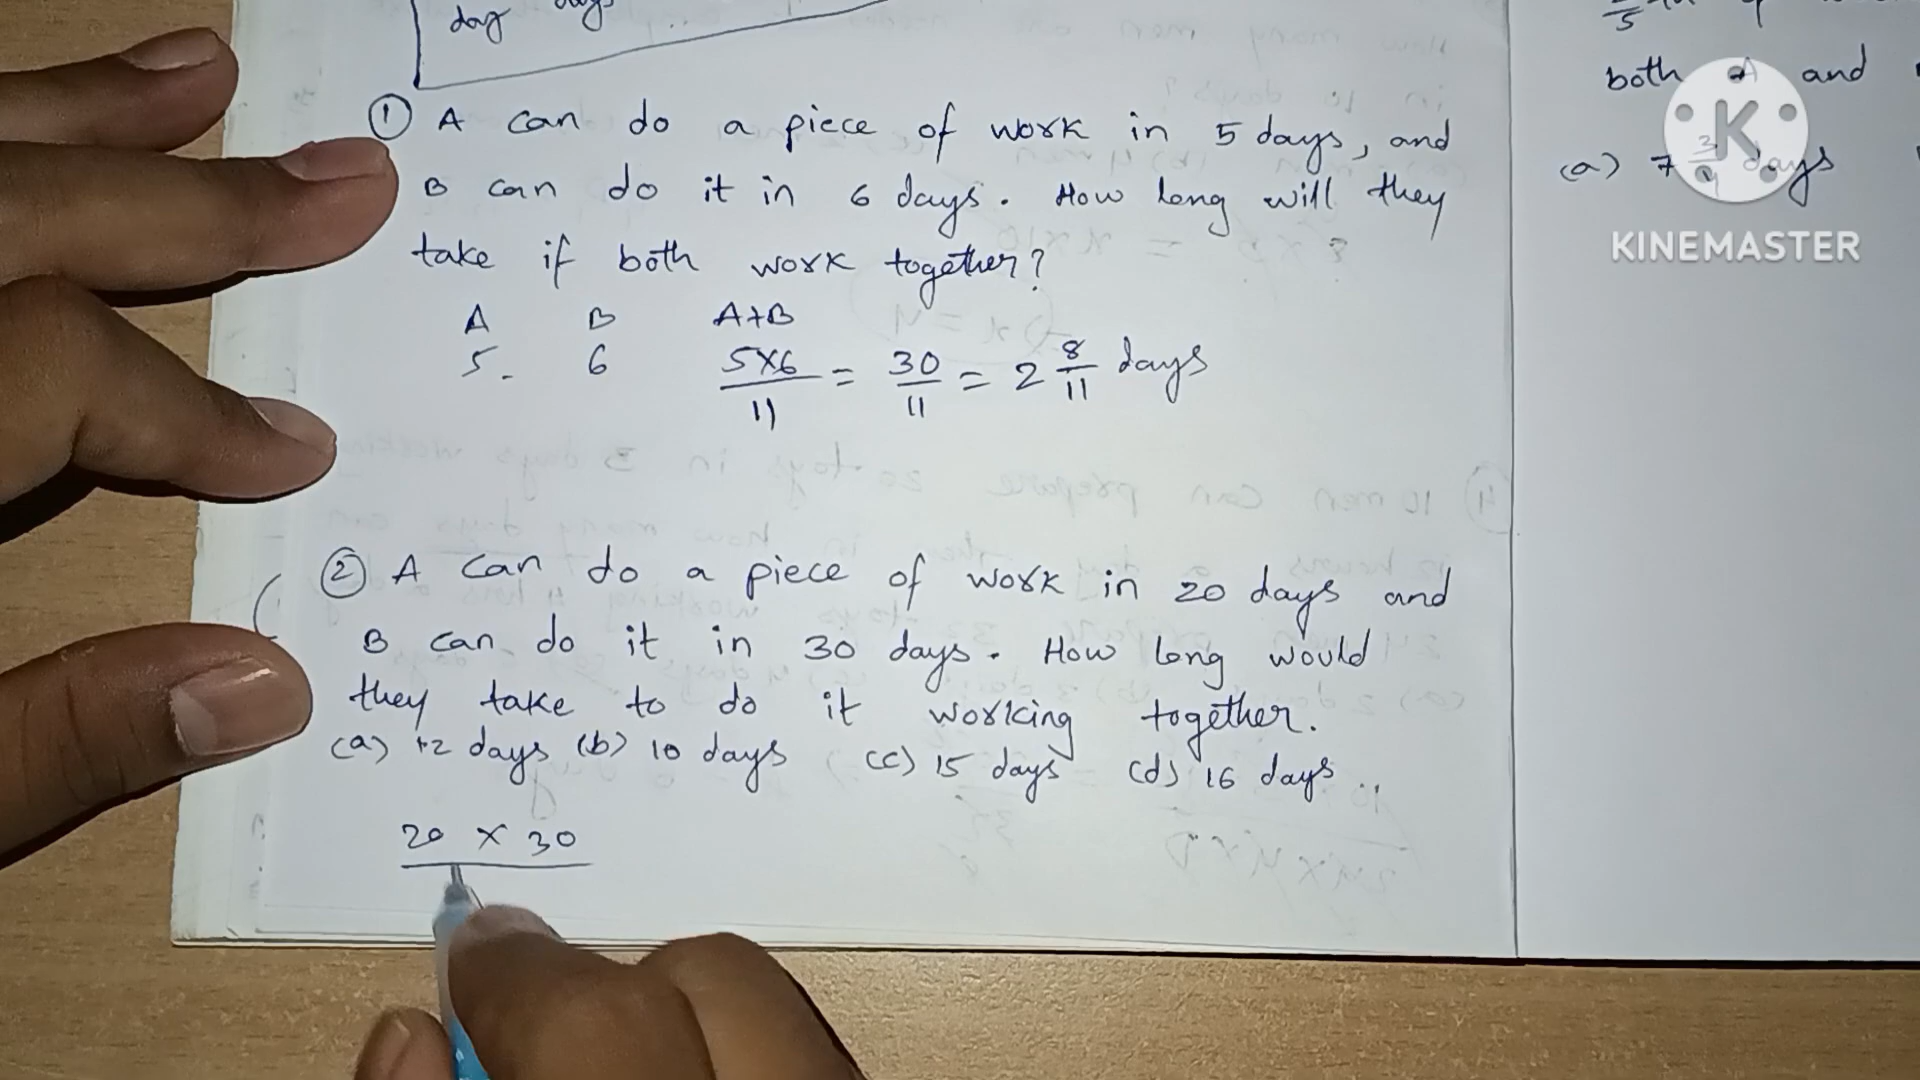 day days
① A can do a piece of work in 5 days, and
B can do it in 6 days. How long will they
take if both work together?
A B A+B
5. 6 5×6/11 = 30/11 = 2 8/11 days
② A can do a piece of work in 20 days and
B can do it in 30 days. How long would
they take to do it working together.
(a) 12 days (b) 10 days (c) 15 days (d) 16 days
20 × 30
both A and
(a) 7 3/4 days
KINEMASTER